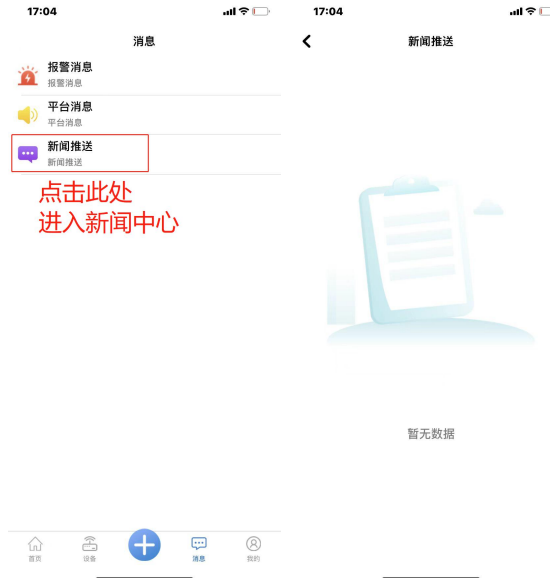 17:04
消息
报警消息
报警消息
平台消息
平台消息
新闻推送
新闻推送
点击此处
进入新闻中心
首页
设备
消息
我的
17:04
新闻推送
暂无数据